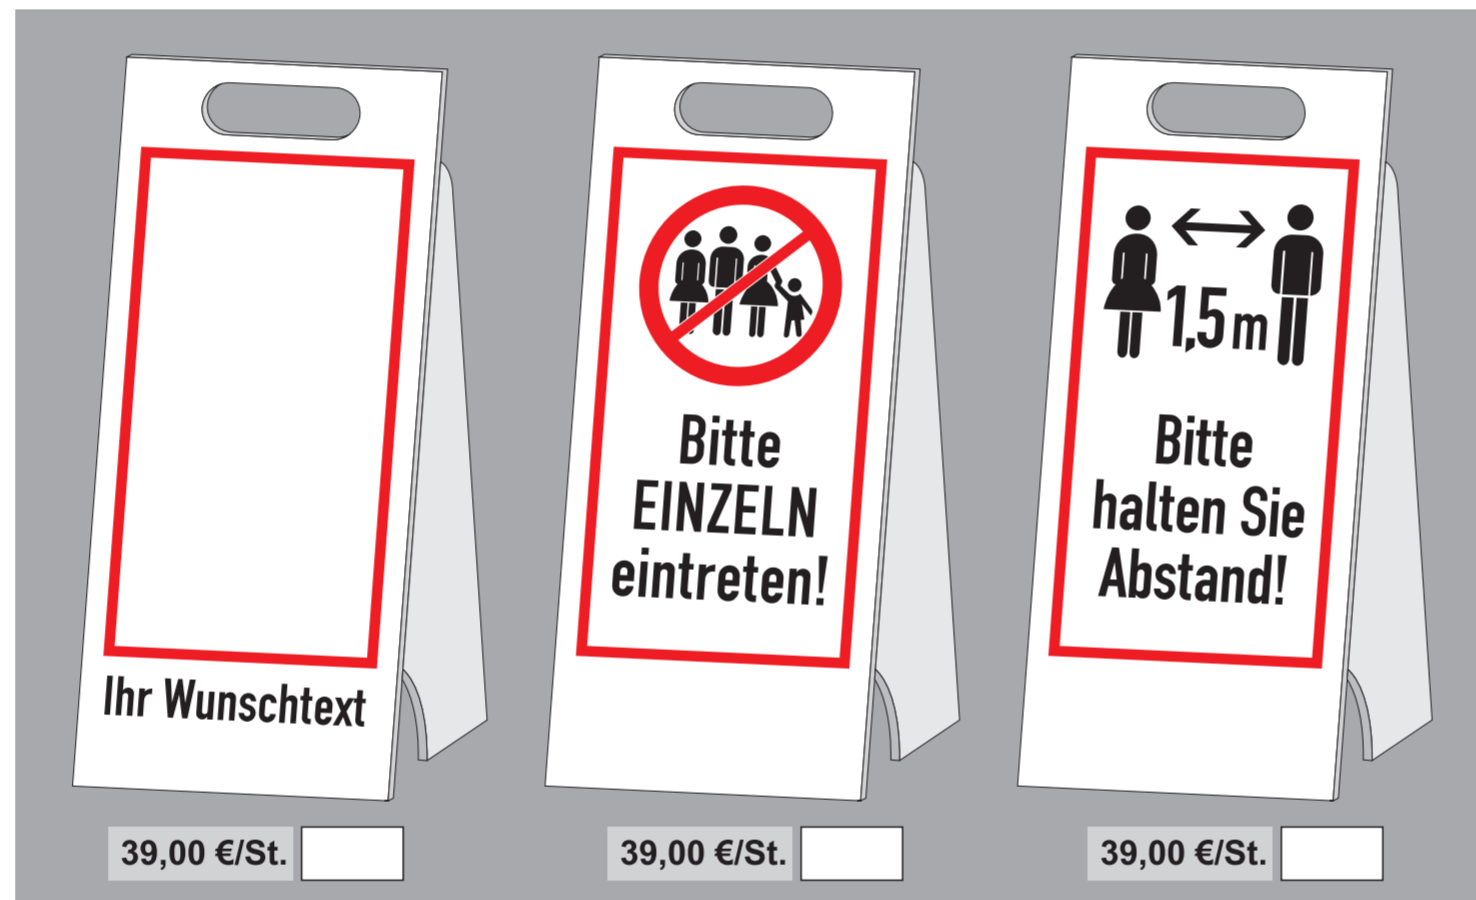 Ihr Wunschtext
39,00 €/St.
Bitte
EINZELN
eintreten!
39,00 €/St.
1,5 m
Bitte
halten Sie
Abstand!
39,00 €/St.